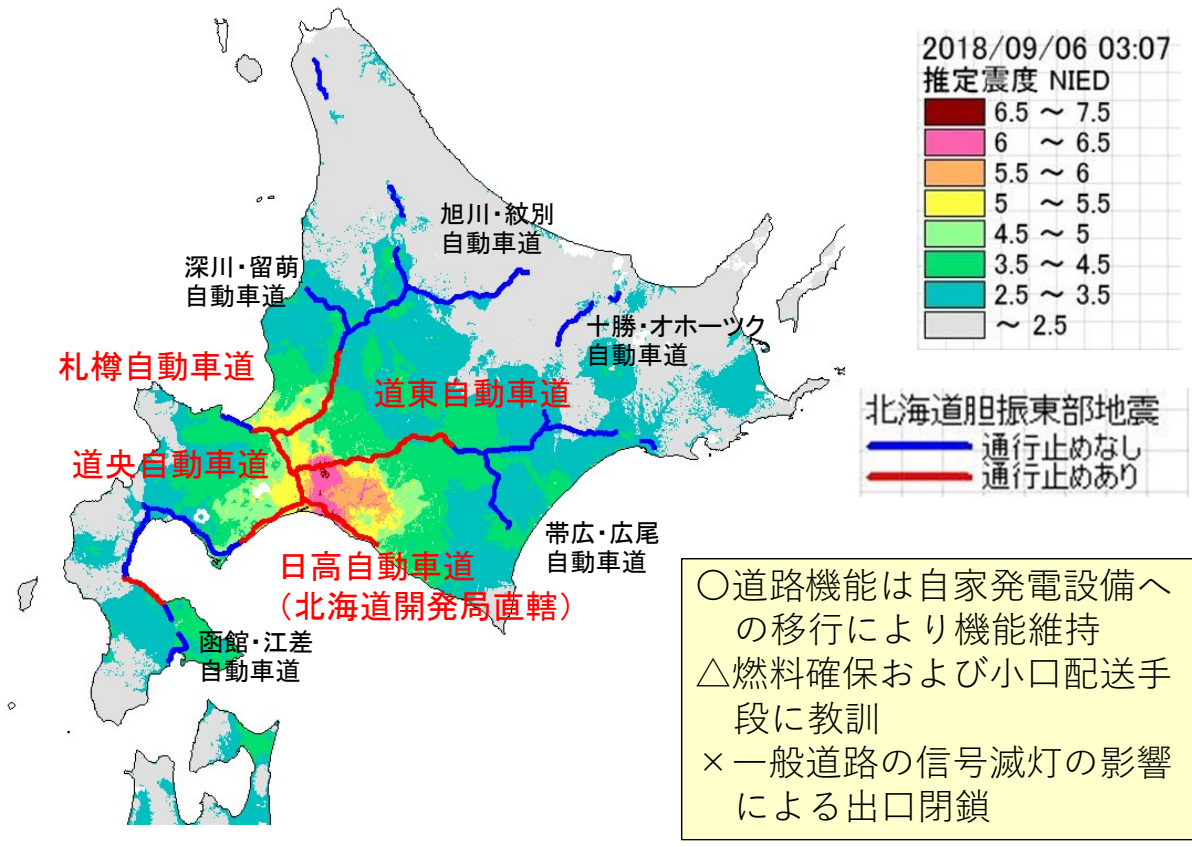 2018/09/06 03:07
推定震度 NIED
6.5 ～ 7.5
6 ～ 6.5
5.5 ～ 6
5 ～ 5.5
4.5 ～ 5
3.5 ～ 4.5
2.5 ～ 3.5
～ 2.5
北海道胆振東部地震
通行止めなし
通行止めあり
旭川・紋別
自動車道
深川・留萌
自動車道
十勝・オホーツク
自動車道
札樽自動車道
道東自動車道
道央自動車道
帯広・広尾
自動車道
日高自動車道
（北海道開発局直轄）
函館・江差
自動車道
〇道路機能は自家発電設備へ
の移行により機能維持
△燃料確保および小口配送手
段に教訓
×一般道路の信号滅灯の影響
による出口閉鎖